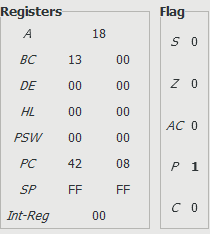 Registers
A 18
BC 13 00
DE 00 00
HL 00 00
PSW 00 00
PC 42 08
SP FF FF
Int-Reg 00
Flag
S 0
Z 0
AC 0
P 1
C 0